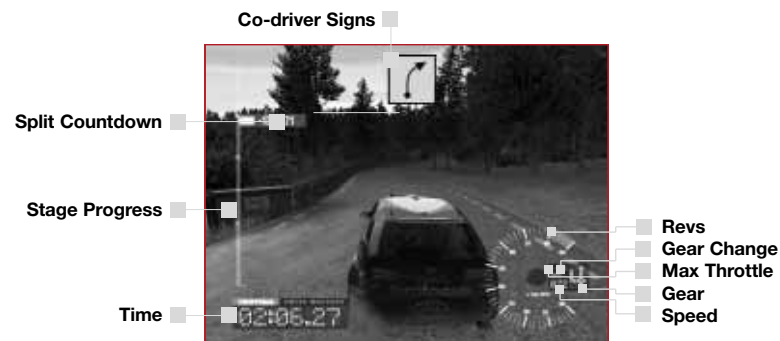 Co-driver Signs
Split Countdown
Stage Progress
Time
02:06.27
Revs
Gear Change
Max Throttle
Gear
Speed